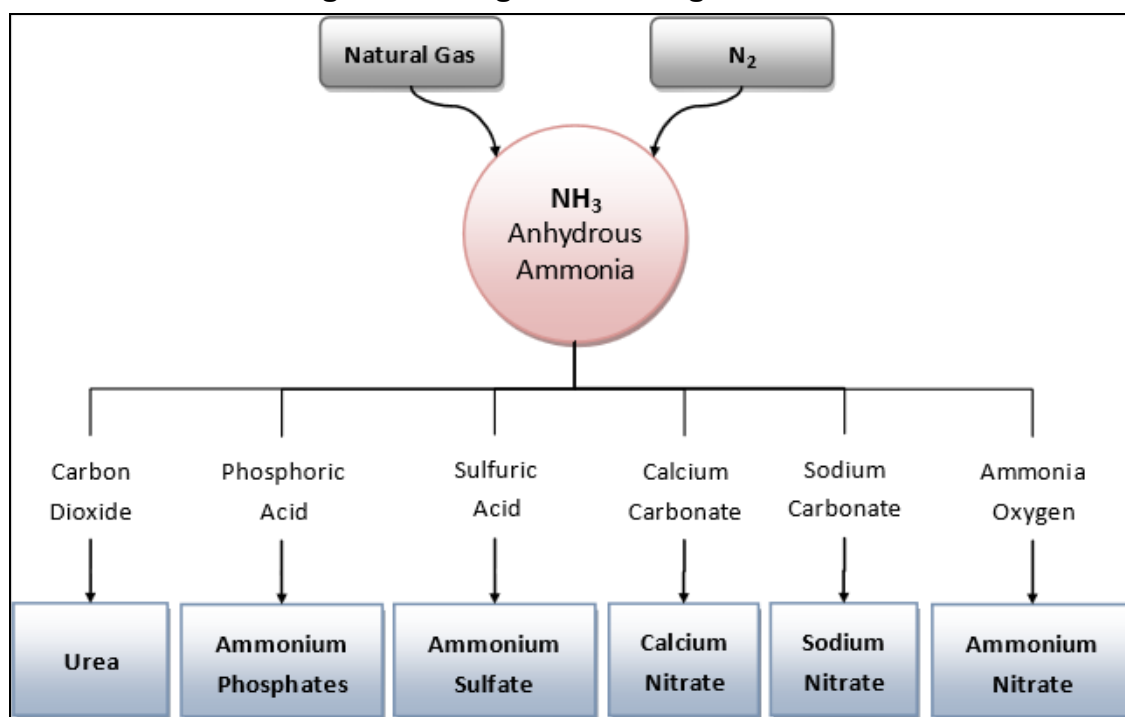 Natural Gas
N₂
NH₃
Anhydrous
Ammonia
Carbon
Dioxide
Phosphoric
Acid
Sulfuric
Acid
Calcium
Carbonate
Sodium
Carbonate
Ammonia
Oxygen
Urea
Ammonium
Phosphates
Ammonium
Sulfate
Calcium
Nitrate
Sodium
Nitrate
Ammonium
Nitrate